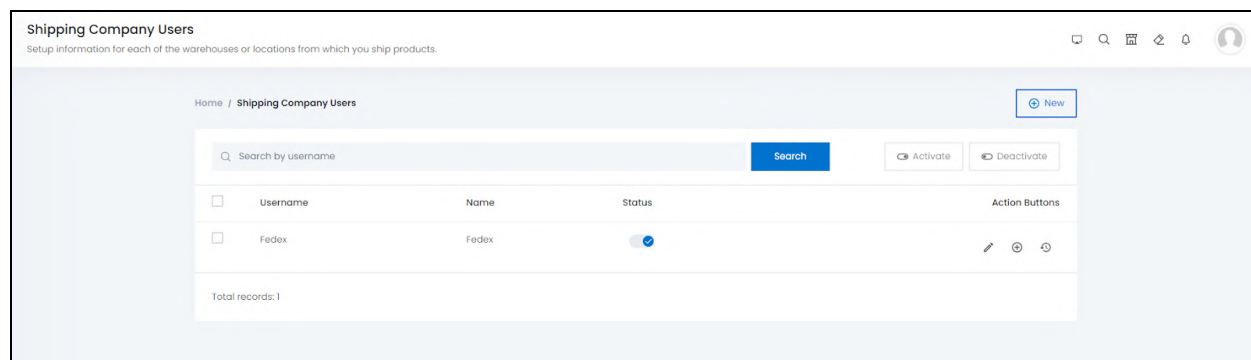 Shipping Company Users
Setup information for each of the warehouses or locations from which you ship products.
Home / Shipping Company Users
New
Search by username
Search
Activate
Deactivate
Username Name Status Action Buttons
Fedex Fedex
Total records: 1